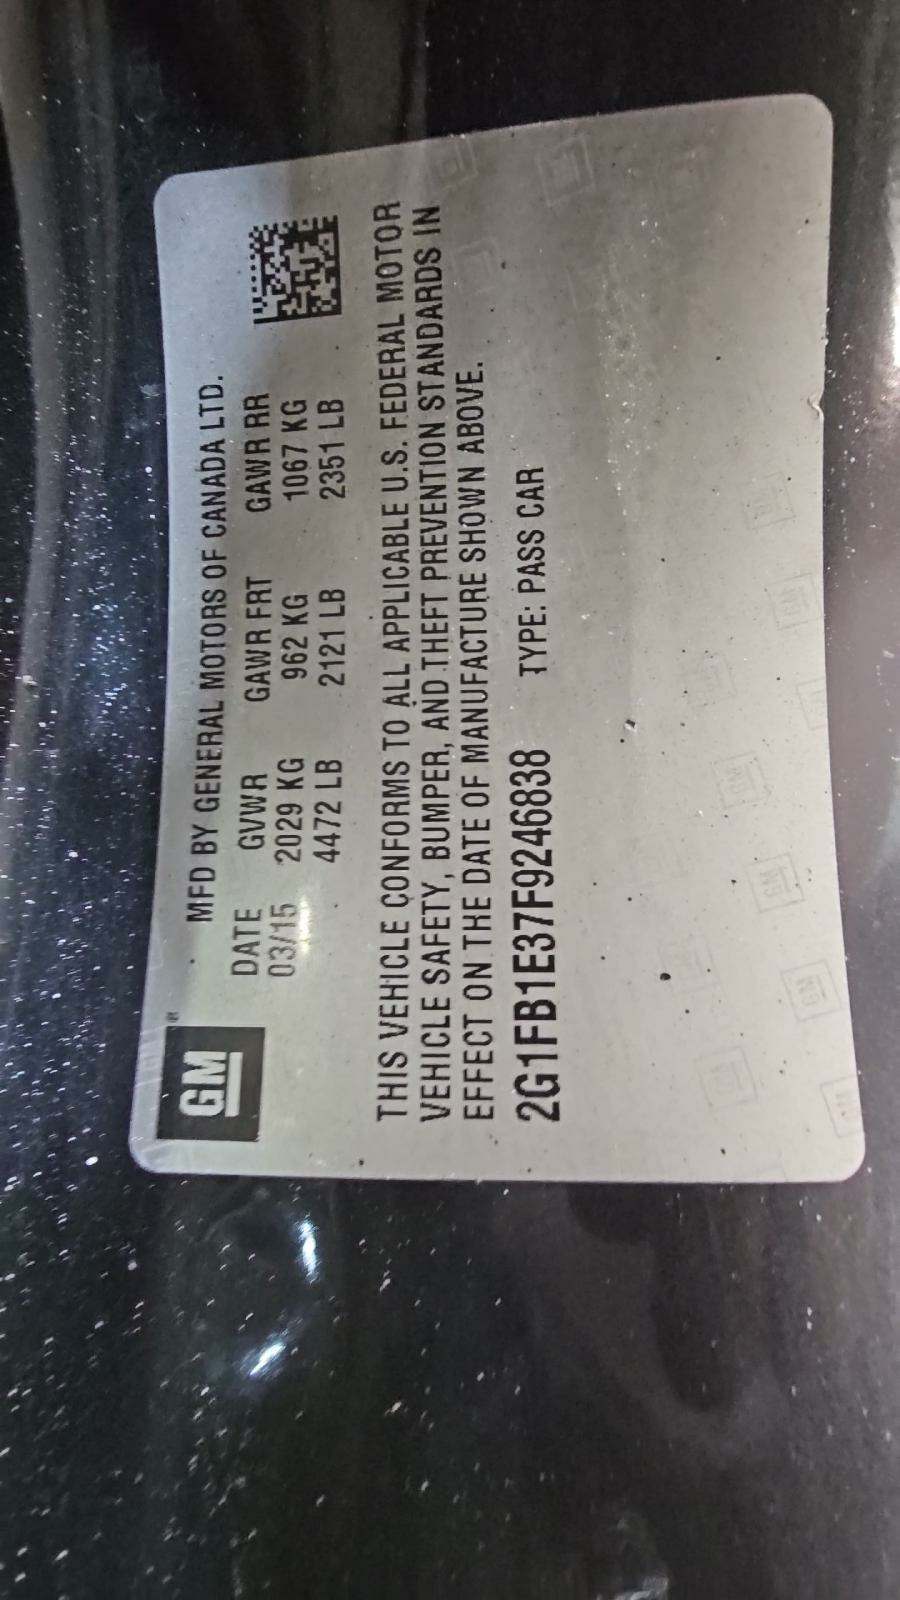 GM
MFD BY GENERAL MOTORS OF CANADA LTD.
DATE GVWR GAWR FRT GAWR RR
03/15 2029 KG 962 KG 1067 KG
4472 LB 2121 LB 2351 LB
THIS VEHICLE CONFORMS TO ALL APPLICABLE U.S. FEDERAL MOTOR
VEHICLE SAFETY, BUMPER, AND THEFT PREVENTION STANDARDS IN
EFFECT ON THE DATE OF MANUFACTURE SHOWN ABOVE.
2G1FB1E37F9246838 TYPE: PASS CAR